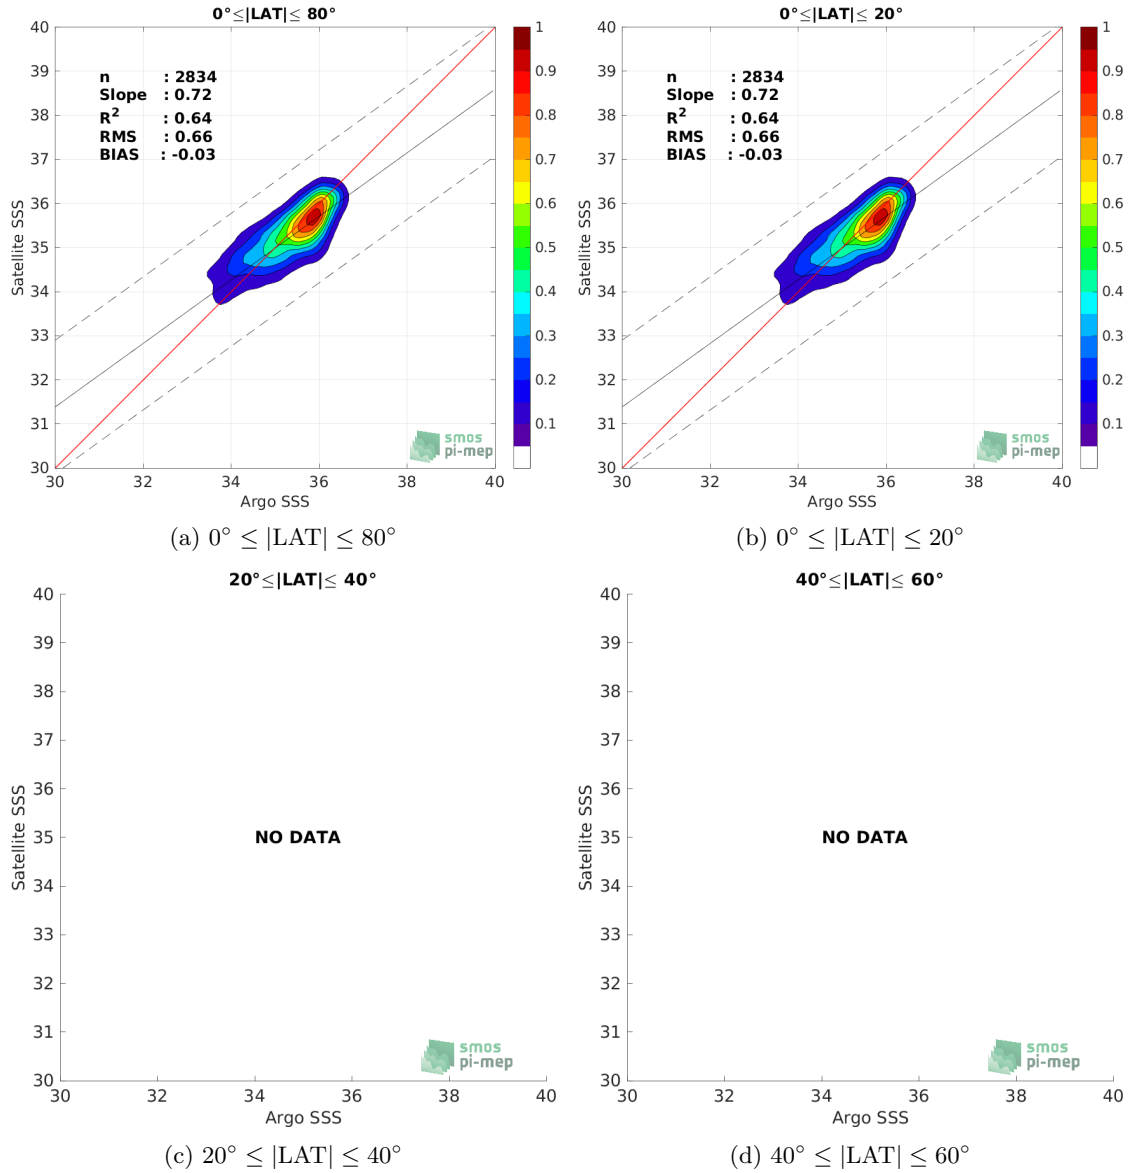 0°≤|LAT|≤ 80°
40
39
38
37
36
35
34
33
32
31
30
Satellite SSS
n : 2834
Slope : 0.72
R² : 0.64
RMS : 0.66
BIAS : -0.03
smos
pi-mep
30 32 34 36 38 40
Argo SSS
1
0.9
0.8
0.7
0.6
0.5
0.4
0.3
0.2
0.1
(a) 0° ≤ |LAT| ≤ 80°
0°≤|LAT|≤ 20°
40
39
38
37
36
35
34
33
32
31
30
Satellite SSS
n : 2834
Slope : 0.72
R² : 0.64
RMS : 0.66
BIAS : -0.03
smos
pi-mep
30 32 34 36 38 40
Argo SSS
1
0.9
0.8
0.7
0.6
0.5
0.4
0.3
0.2
0.1
(b) 0° ≤ |LAT| ≤ 20°
20°≤|LAT|≤ 40°
40
39
38
37
36
35
34
33
32
31
30
Satellite SSS
NO DATA
smos
pi-mep
30 32 34 36 38 40
Argo SSS
(c) 20° ≤ |LAT| ≤ 40°
40°≤|LAT|≤ 60°
40
39
38
37
36
35
34
33
32
31
30
Satellite SSS
NO DATA
smos
pi-mep
30 32 34 36 38 40
Argo SSS
(d) 40° ≤ |LAT| ≤ 60°